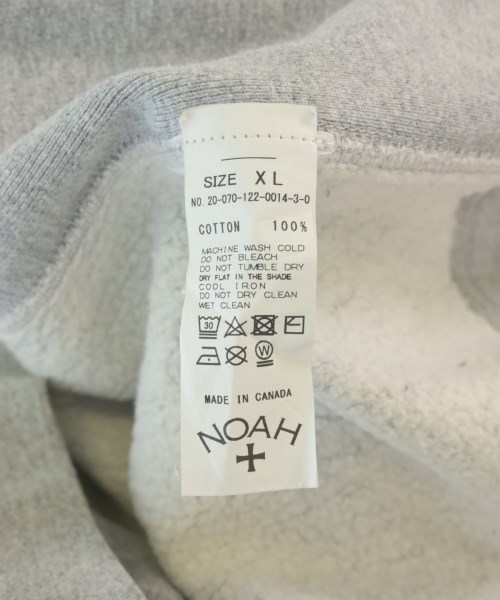 SIZE XL
NO. 20-070-122-0014-3-0
COTTON 100%
MACHINE WASH COLD
DO NOT BLEACH
DO NOT TUMBLE DRY
DRY FLAT IN THE SHADE
COOL IRON
DO NOT DRY CLEAN
WET CLEAN
30
W
MADE IN CANADA
NOAH